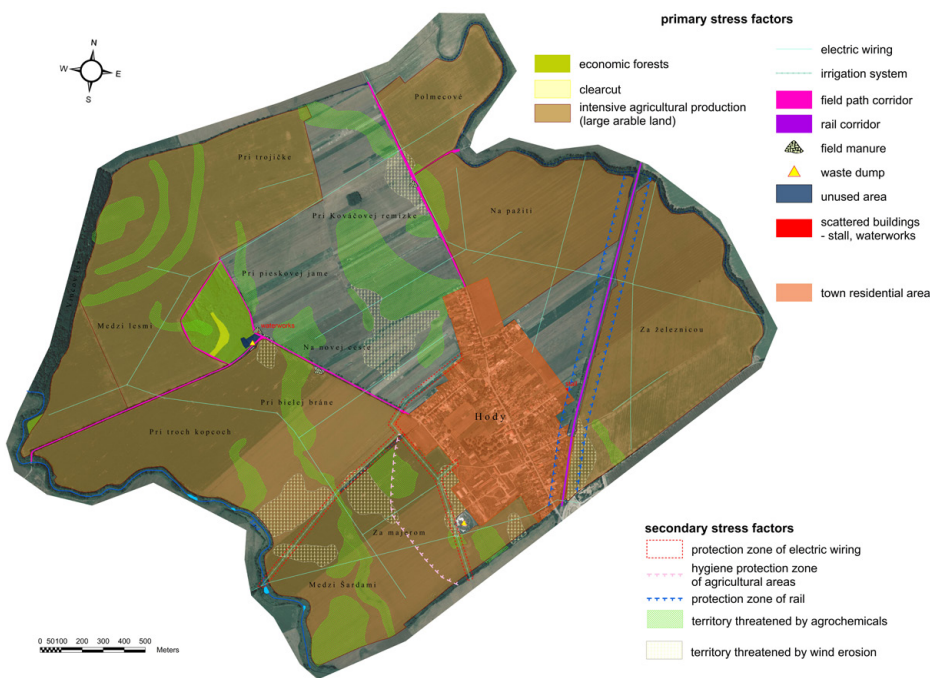 primary stress factors
economic forests
clearcut
intensive agricultural production
(large arable land)
electric wiring
irrigation system
field path corridor
rail corridor
field manure
waste dump
unused area
scattered buildings
- stall, waterworks
town residential area
N
W
E
S
Polmecové
Pri trojičke
Pri Kováčovej remízke
Na pažiti
Pri pieskovej jame
Za železnicou
Medzi lesmi
waterworks
Na novej ceste
Pri bielej bráne
Hody
Pri troch kopcoch
Za majerom
Medzi Šardami
secondary stress factors
protection zone of electric wiring
hygiene protection zone
of agricultural areas
protection zone of rail
territory threatened by agrochemicals
territory threatened by wind erosion
0 50 100 200 300 400 500
Meters